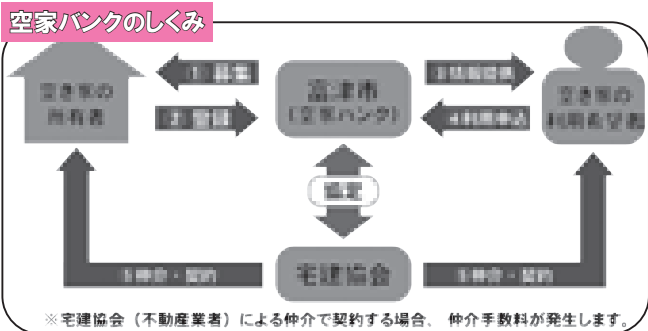 空家バンクのしくみ
空き家の
所有者
①募集
②登録
富津市
(空家バンク)
③情報提供
④利用申込
空き家の
利用希望者
協定
⑤仲介・契約
宅建協会
⑤仲介・契約
※宅建協会(不動産業者)による仲介で契約する場合、仲介手数料が発生します。